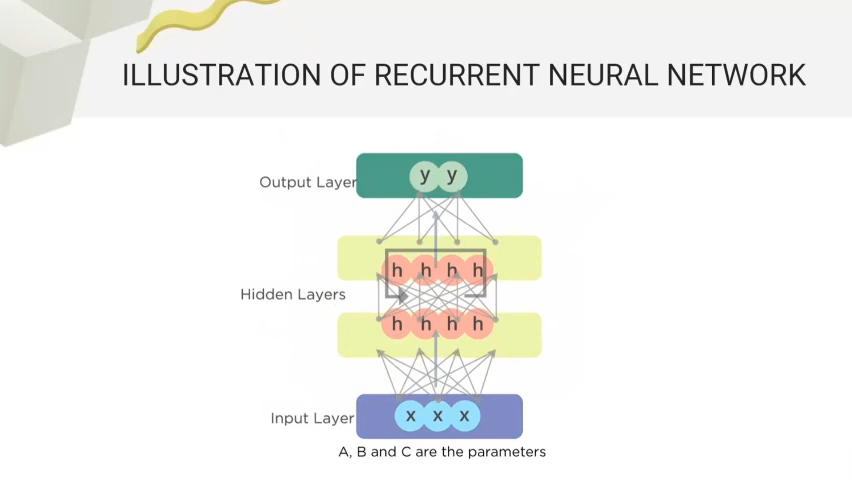 ILLUSTRATION OF RECURRENT NEURAL NETWORK
Output Layer
y y
h h h h
Hidden Layers
h h h h
Input Layer
x x x
A, B and C are the parameters